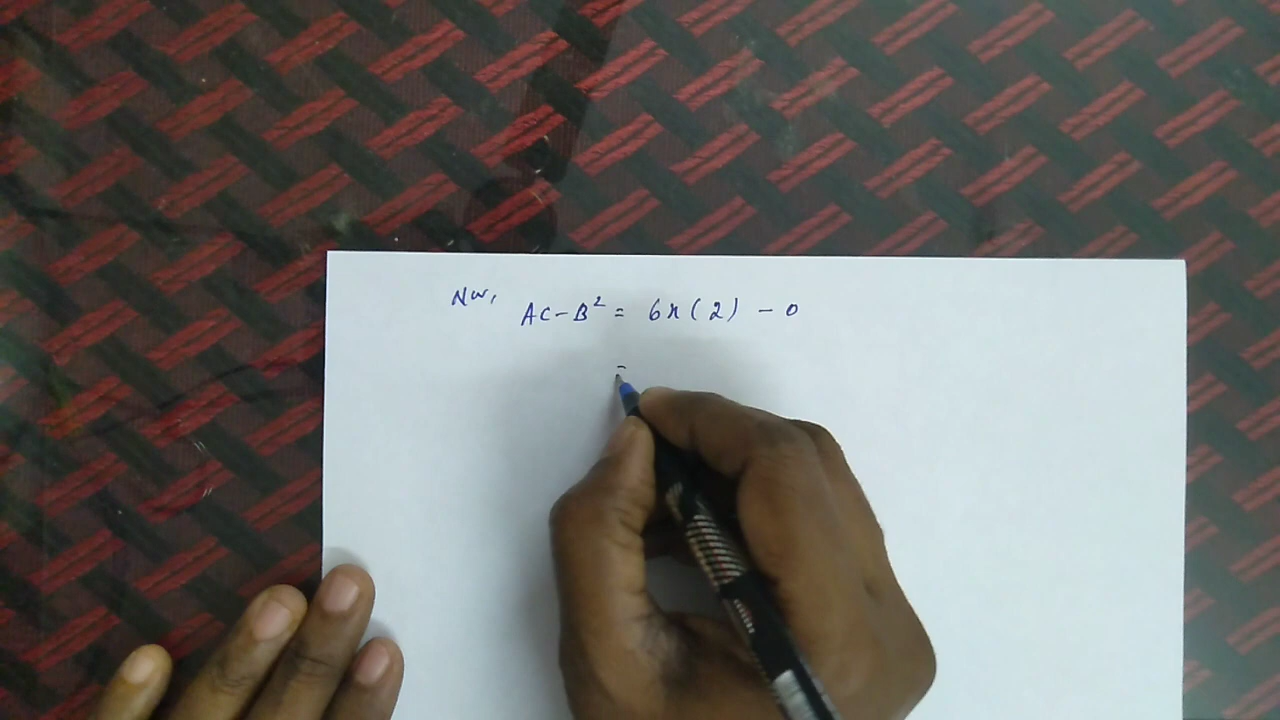 Now, AC-B² = 6x(2) - 0
=